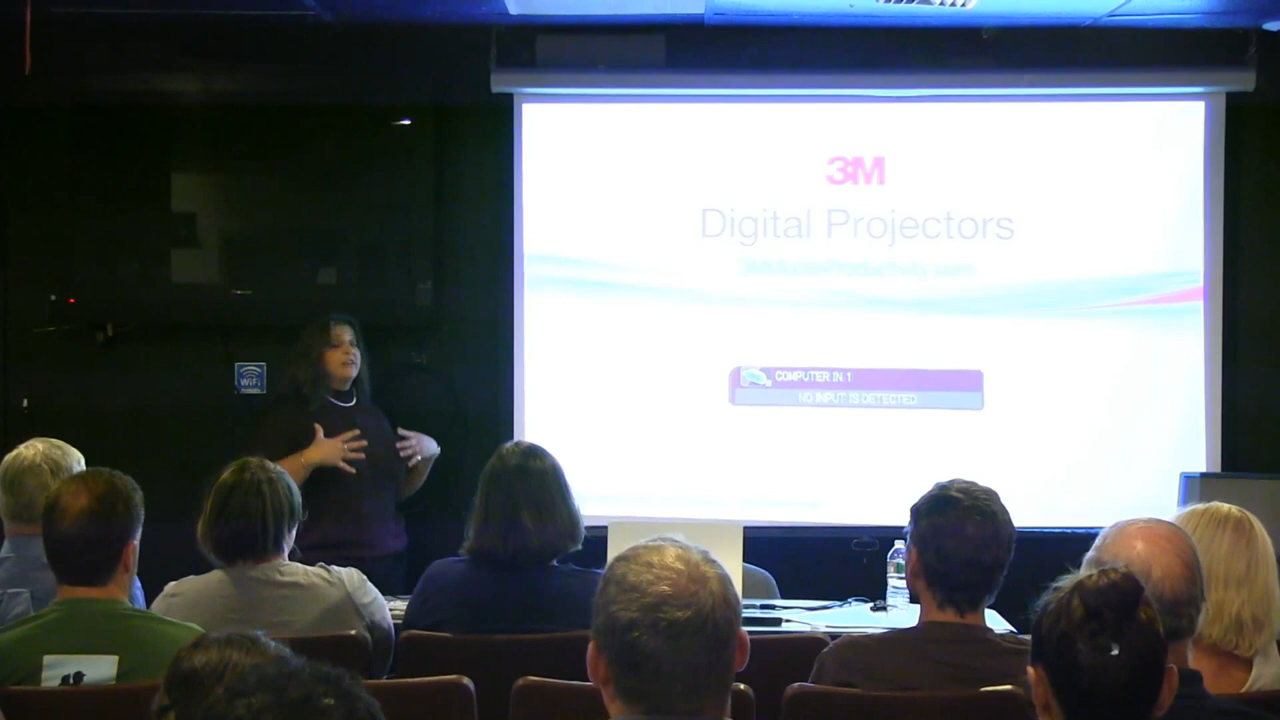 3M
Digital Projectors
COMPUTER IN 1
NO INPUT IS DETECTED
WiFi